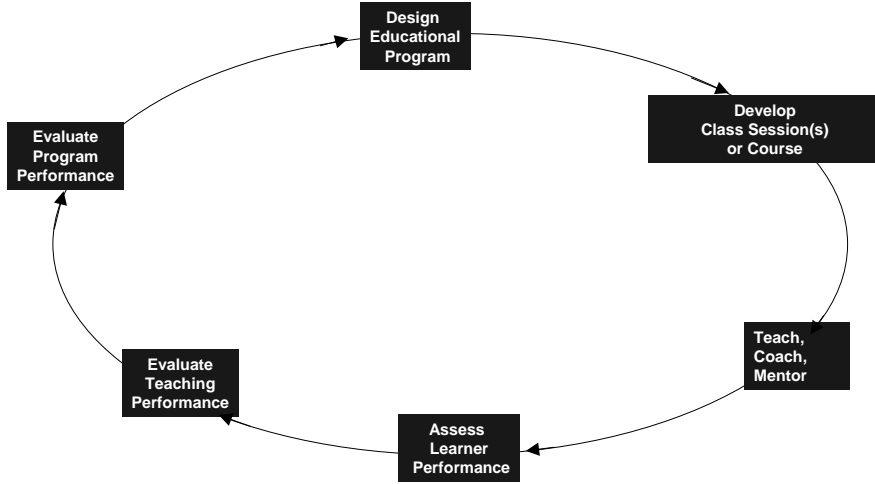 Design
Educational
Program
Develop
Class Session(s)
or Course
Teach,
Coach,
Mentor
Assess
Learner
Performance
Evaluate
Teaching
Performance
Evaluate
Program
Performance